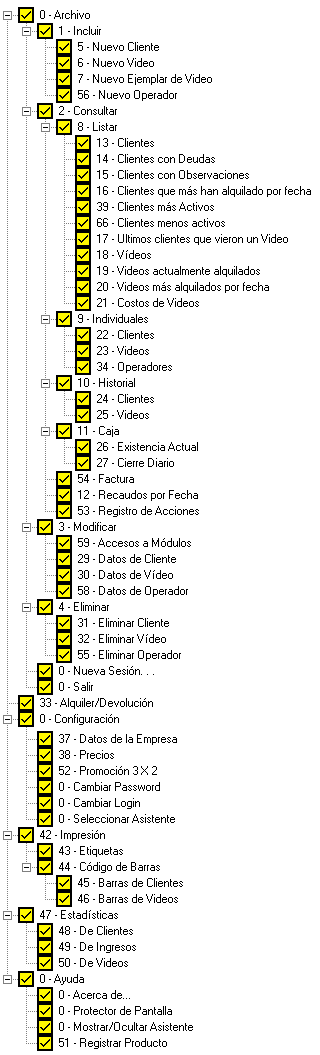 0 - Archivo
1 - Incluir
5 - Nuevo Cliente
6 - Nuevo Video
7 - Nuevo Ejemplar de Video
56 - Nuevo Operador
2 - Consultar
8 - Listar
13 - Clientes
14 - Clientes con Deudas
15 - Clientes con Observaciones
16 - Clientes que más han alquilado por fecha
39 - Clientes más Activos
66 - Clientes menos activos
17 - Ultimos clientes que vieron un Video
18 - Vídeos
19 - Videos actualmente alquilados
20 - Videos más alquilados por fecha
21 - Costos de Videos
9 - Individuales
22 - Clientes
23 - Videos
34 - Operadores
10 - Historial
24 - Clientes
25 - Videos
11 - Caja
26 - Existencia Actual
27 - Cierre Diario
54 - Factura
12 - Recaudos por Fecha
53 - Registro de Acciones
3 - Modificar
59 - Accesos a Módulos
29 - Datos de Cliente
30 - Datos de Vídeo
58 - Datos de Operador
4 - Eliminar
31 - Eliminar Cliente
32 - Eliminar Vídeo
55 - Eliminar Operador
0 - Nueva Sesión. . .
0 - Salir
33 - Alquiler/Devolución
0 - Configuración
37 - Datos de la Empresa
38 - Precios
52 - Promoción 3 X 2
0 - Cambiar Password
0 - Cambiar Login
0 - Seleccionar Asistente
42 - Impresión
43 - Etiquetas
44 - Código de Barras
45 - Barras de Clientes
46 - Barras de Videos
47 - Estadísticas
48 - De Clientes
49 - De Ingresos
50 - De Videos
0 - Ayuda
0 - Acerca de...
0 - Protector de Pantalla
0 - Mostrar/Ocultar Asistente
51 - Registrar Producto